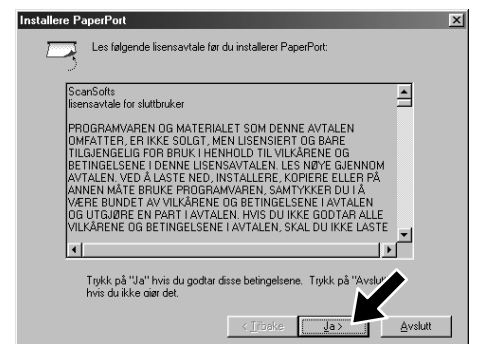 Installere PaperPort
Les følgende lisensavtale før du installerer PaperPort:
ScanSofts
lisensavtale for sluttbruker
PROGRAMVAREN OG MATERIALET SOM DENNE AVTALEN
OMFATTER, ER IKKE SOLGT, MEN LISENSIERT OG BARE
TILGJENGELIG FOR BRUK I HENHOLD TIL VILKÅRENE OG
BETINGELSENE I DENNE LISENSAVTALEN. LES NØYE GJENNOM
AVTALEN. VED Å LASTE NED, INSTALLERE, KOPIERE ELLER PÅ
ANNEN MÅTE BRUKE PROGRAMVAREN, SAMTYKKER DU I Å
VÆRE BUNDET AV VILKÅRENE OG BETINGELSENE I AVTALEN
OG UTGJØRE EN PART I AVTALEN. HVIS DU IKKE GODTAR ALLE
VILKÅRENE OG BETINGELSENE I AVTALEN, SKAL DU IKKE LASTE
Trykk på "Ja" hvis du godtar disse betingelsene. Trykk på "Avslut
hvis du ikke gjør det.
< Tilbake Ja > Avslutt